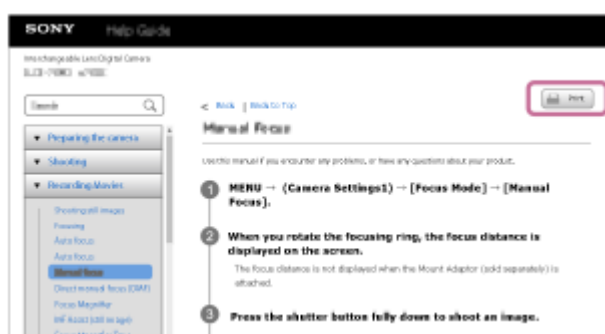 SONY Help Guide
Interchangeable Lens Digital Camera
Search
< Back | Back to Top
Print
Manual Focus
▼ Preparing the camera
▼ Shooting
▼ Recording Movies
Shooting still images
Focusing
Auto focus
Auto focus
Manual focus
Direct manual focus (DMF)
Focus Magnifier
Use this manual if you encounter any problems, or have any questions about your product.
1 MENU → (Camera Settings1) → [Focus Mode] → [Manual
Focus].
2 When you rotate the focusing ring, the focus distance is
displayed on the screen.
The focus distance is not displayed when the Mount Adaptor (sold separately) is
attached.
3 Press the shutter button fully down to shoot an image.